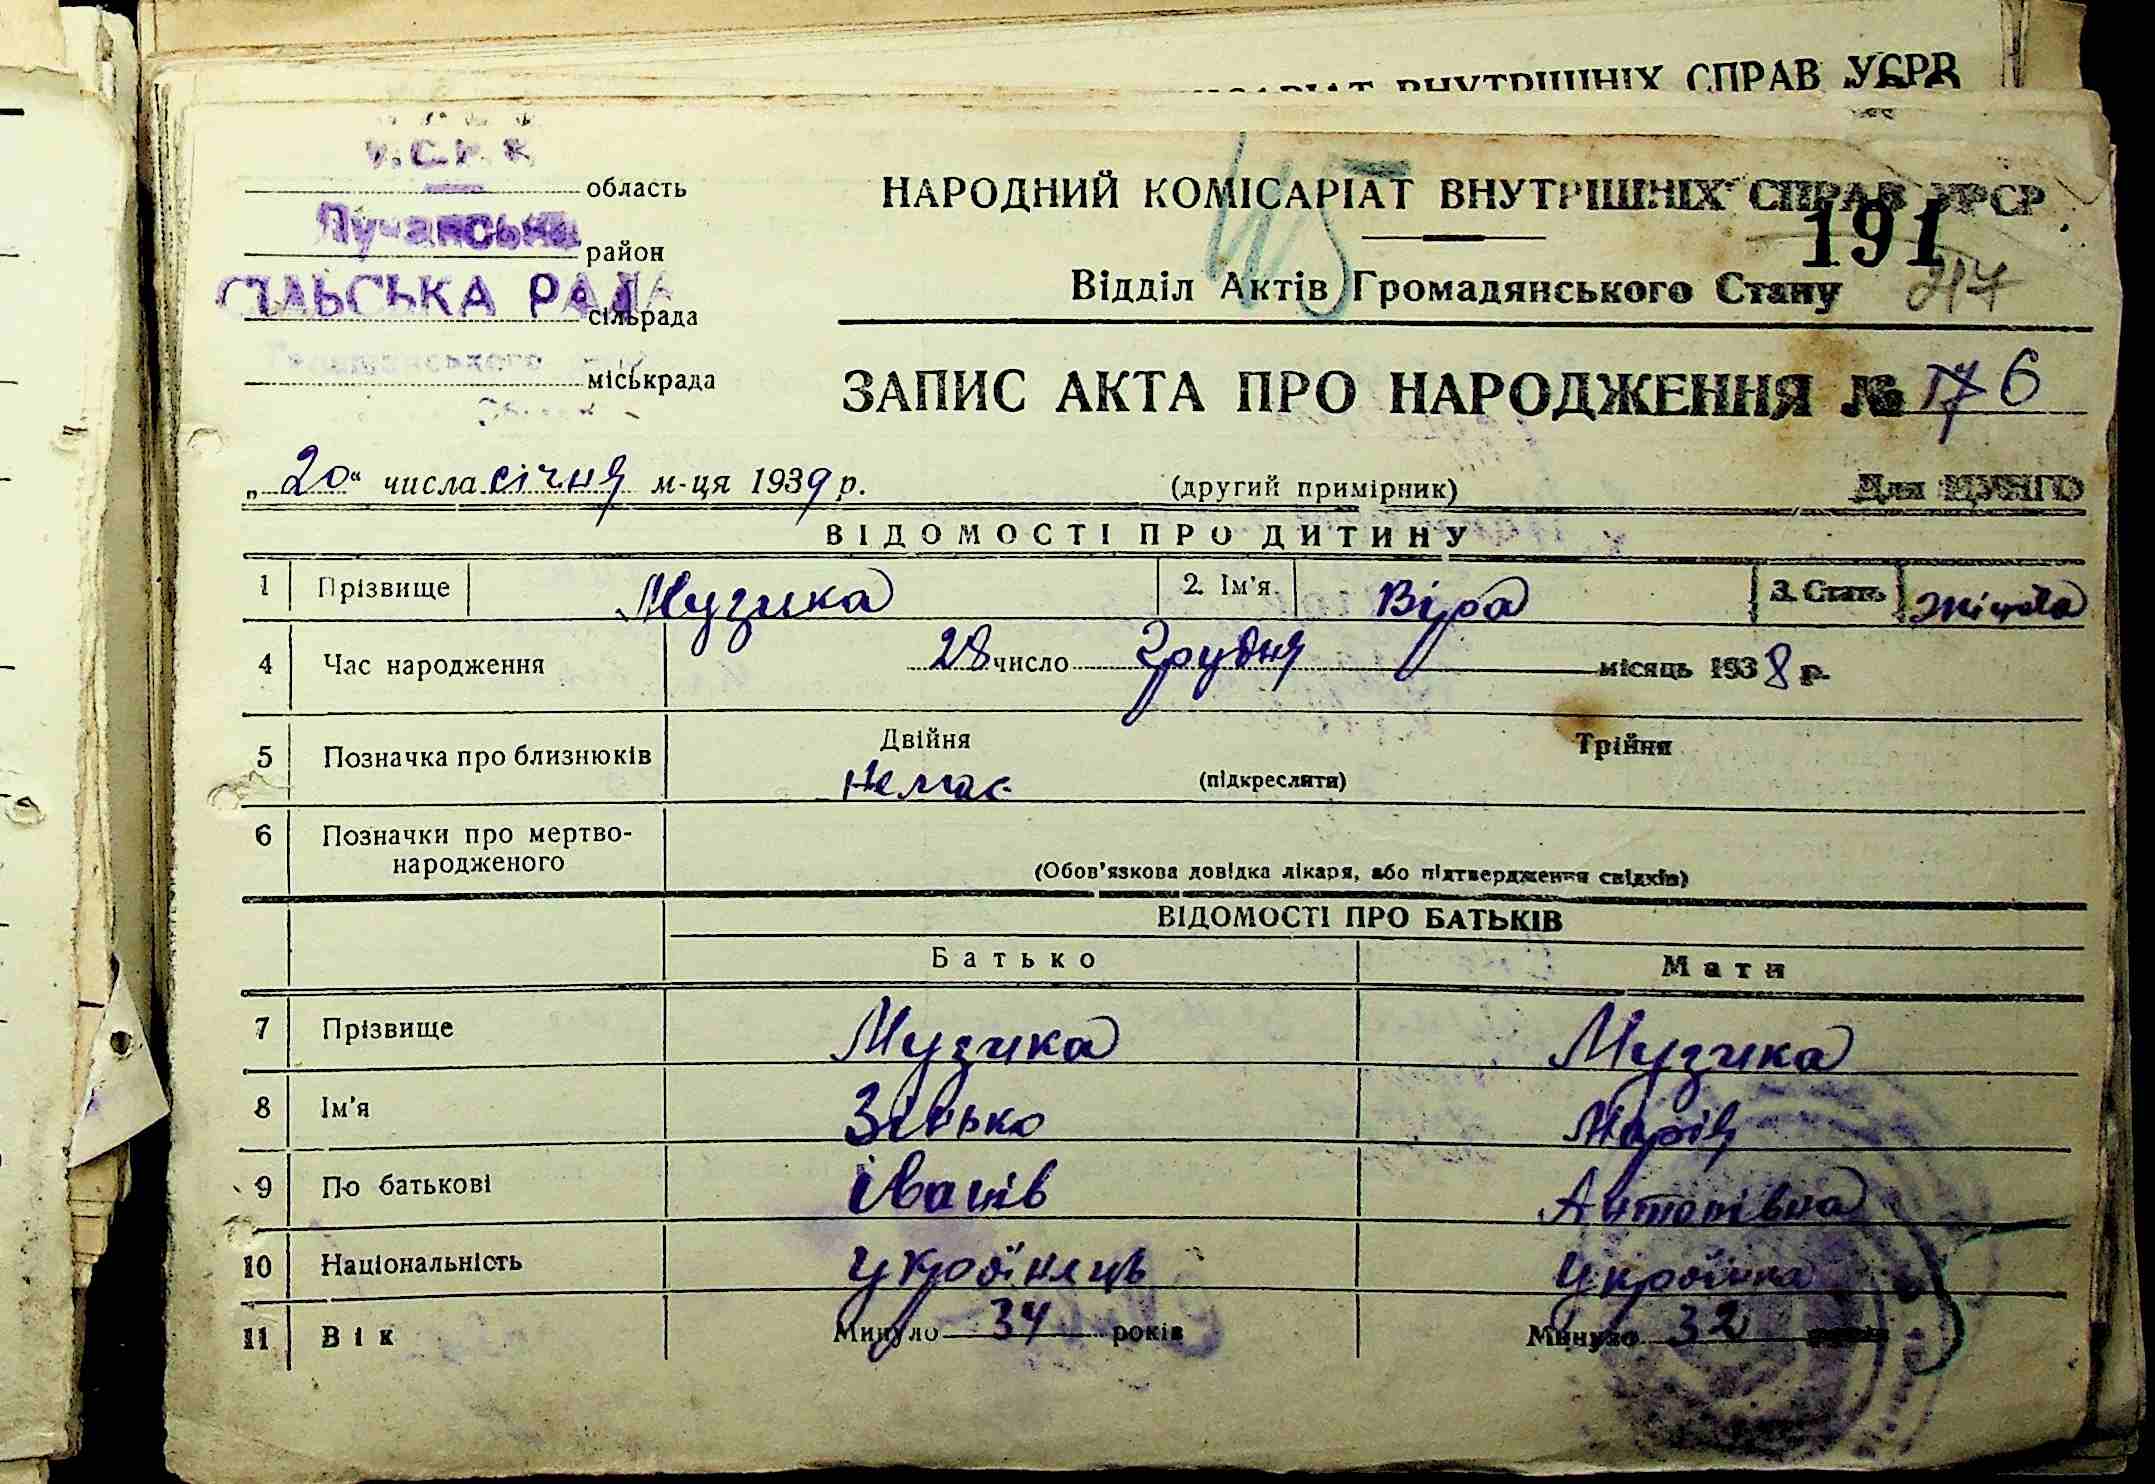 ВНУТРІШНІХ СПРАВ УСРР
У.С.Р.Р.
область
Лучанська
район
СІЛЬСЬКА РАДА
сільрада
міськрада
НАРОДНИЙ КОМІСАРІАТ ВНУТРІШНІХ СПРАВ УРСР
191
Відділ Актів Громадянського Стану
ЗАПИС АКТА ПРО НАРОДЖЕННЯ № 176
„20“ числа січня м-ця 1939 р.
(другий примірник)
Для ЦУНГО
ВІДОМОСТІ ПРО ДИТИНУ
1 Прізвище Музика 2. Ім'я Віра 3. Стать жіноча
4 Час народження 28 число Грудня місяць 1938 р.
5 Позначка про близнюків Двійня Трійня
Немає (підкреслити)
6 Позначки про мертво-
народженого
(Обов'язкова довідка лікаря, або підтвердження свідків)
ВІДОМОСТІ ПРО БАТЬКІВ
Батько Мати
7 Прізвище Музика Музика
8 Ім'я Зінько Марія
9 По батькові Іванів Антонівна
10 Національність українець українка
11 Вік Минуло 34 років Минуло 32 років